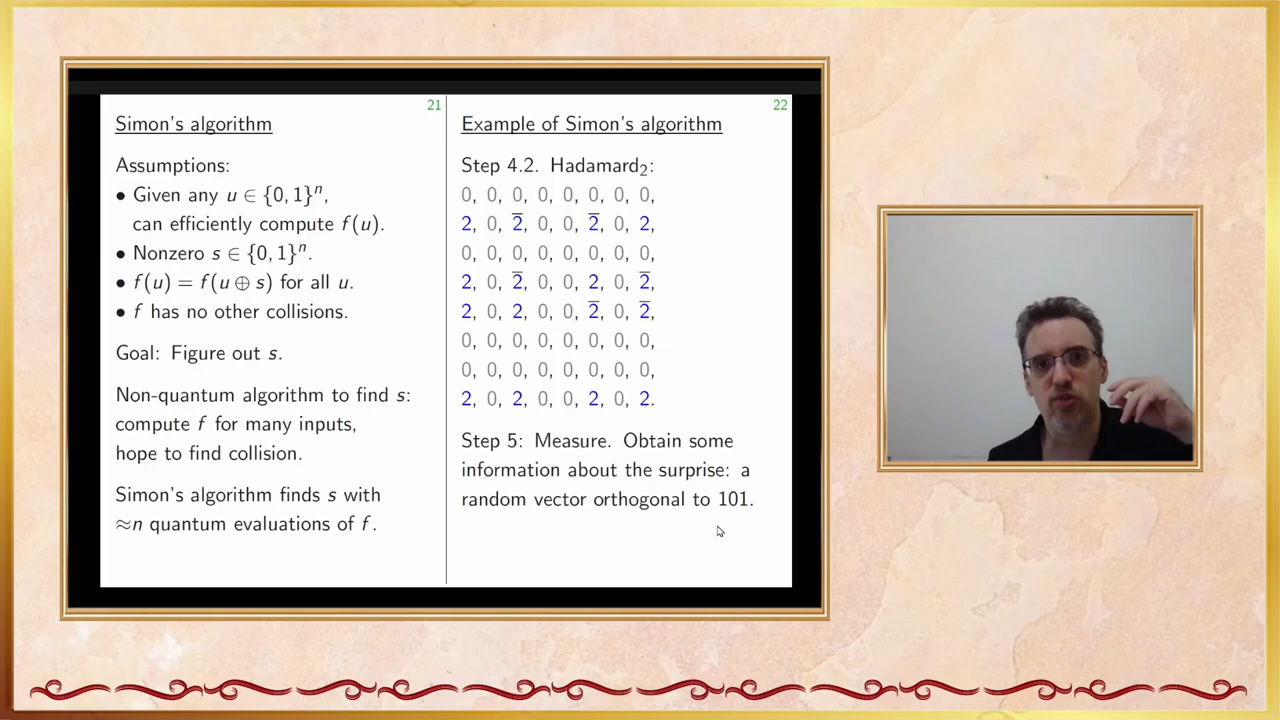 21
Simon's algorithm
Assumptions:
• Given any u ∈ {0, 1}ⁿ,
can efficiently compute f(u).
• Nonzero s ∈ {0, 1}ⁿ.
• f(u) = f(u ⊕ s) for all u.
• f has no other collisions.
Goal: Figure out s.
Non-quantum algorithm to find s:
compute f for many inputs,
hope to find collision.
Simon's algorithm finds s with
≈n quantum evaluations of f.
22
Example of Simon's algorithm
Step 4.2. Hadamard₂:
0, 0, 0, 0, 0, 0, 0, 0,
2, 0, 2̅, 0, 0, 2̅, 0, 2,
0, 0, 0, 0, 0, 0, 0, 0,
2, 0, 2̅, 0, 0, 2, 0, 2̅,
2, 0, 2, 0, 0, 2̅, 0, 2̅,
0, 0, 0, 0, 0, 0, 0, 0,
0, 0, 0, 0, 0, 0, 0, 0,
2, 0, 2, 0, 0, 2, 0, 2.
Step 5: Measure. Obtain some
information about the surprise: a
random vector orthogonal to 101.